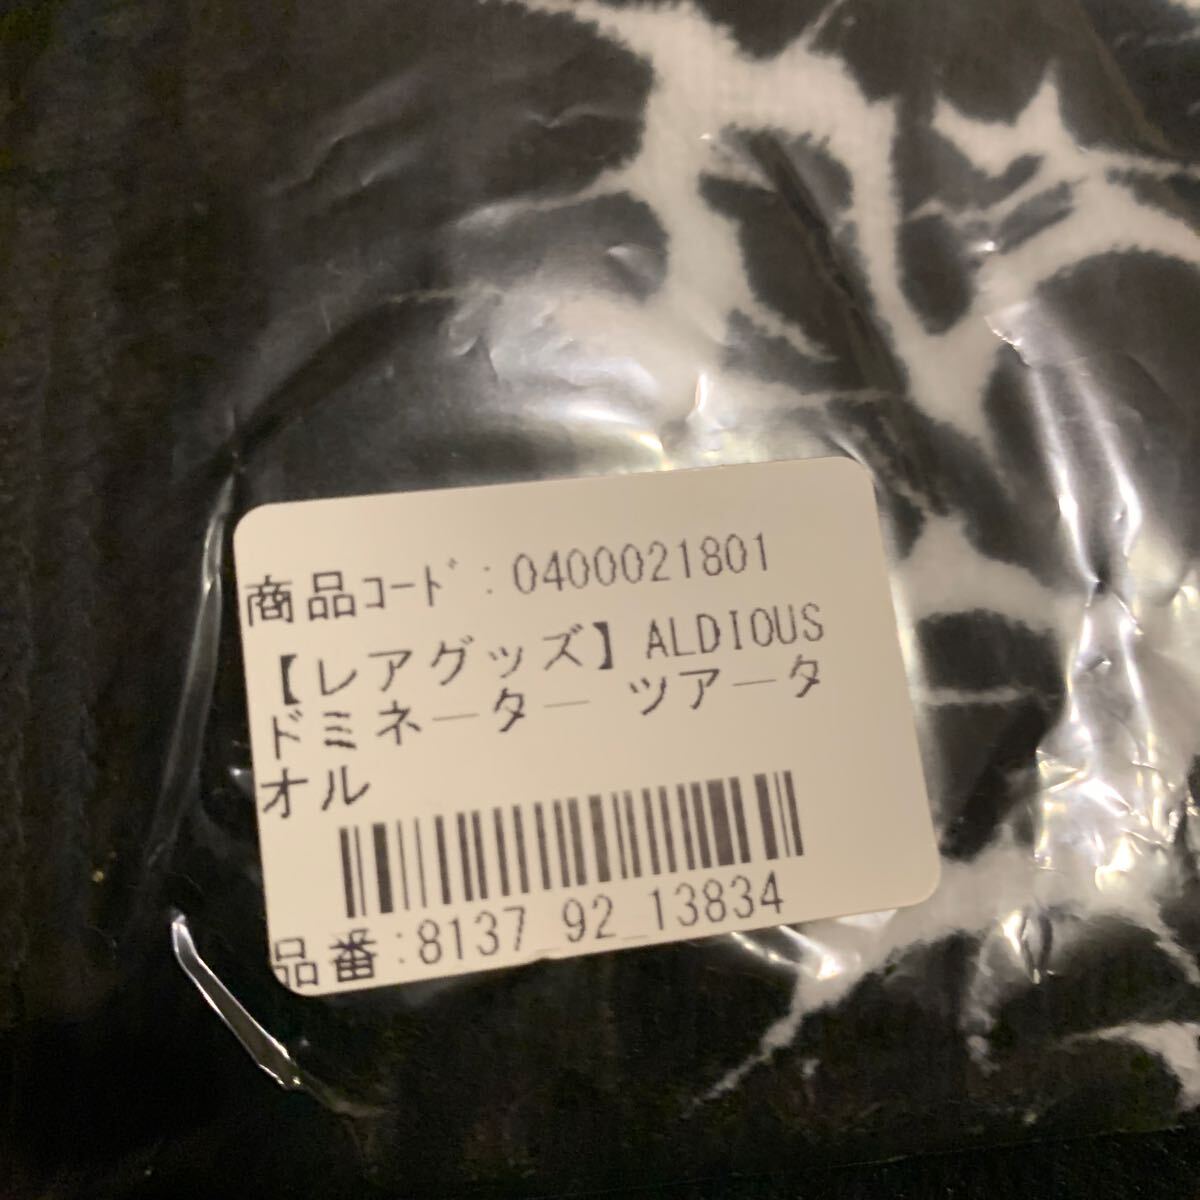 商品ｺｰﾄﾞ:0400021801
【レアグッズ】ALDIOUS
ドミネーター ツアータ
オル
品番:8137_92_13834